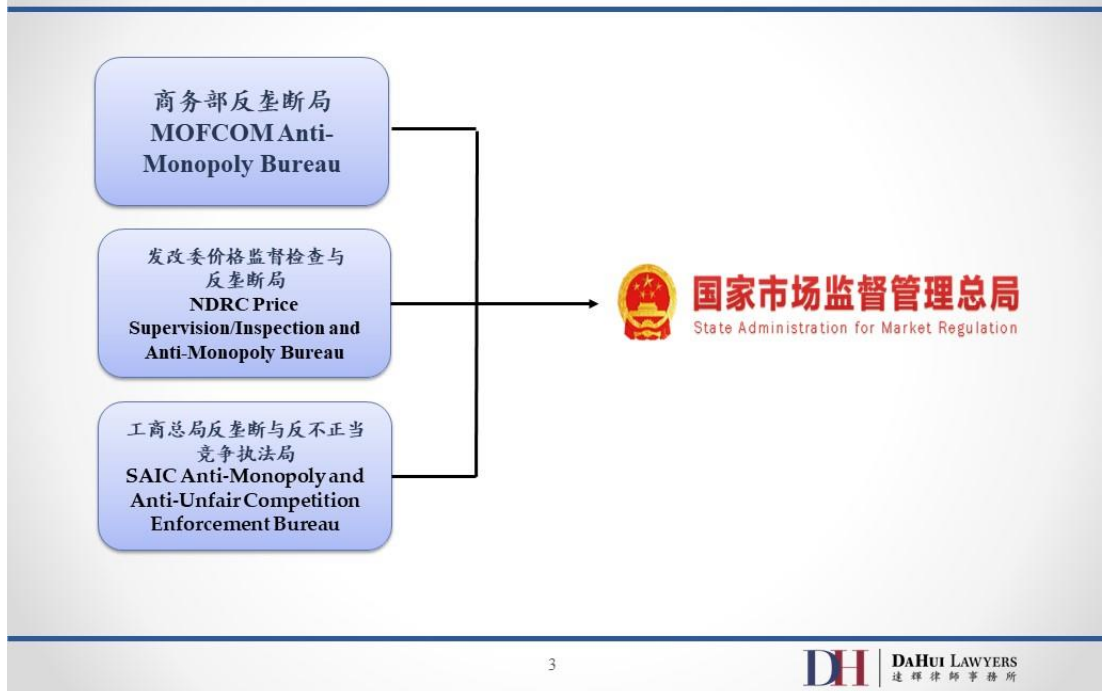 商务部反垄断局
MOFCOM Anti-
Monopoly Bureau
发改委价格监督检查与
反垄断局
NDRC Price
Supervision/Inspection and
Anti-Monopoly Bureau
工商总局反垄断与反不正当
竞争执法局
SAIC Anti-Monopoly and
Anti-Unfair Competition
Enforcement Bureau
国家市场监督管理总局
State Administration for Market Regulation
3
DH
DAHUI LAWYERS
達輝律師事務所